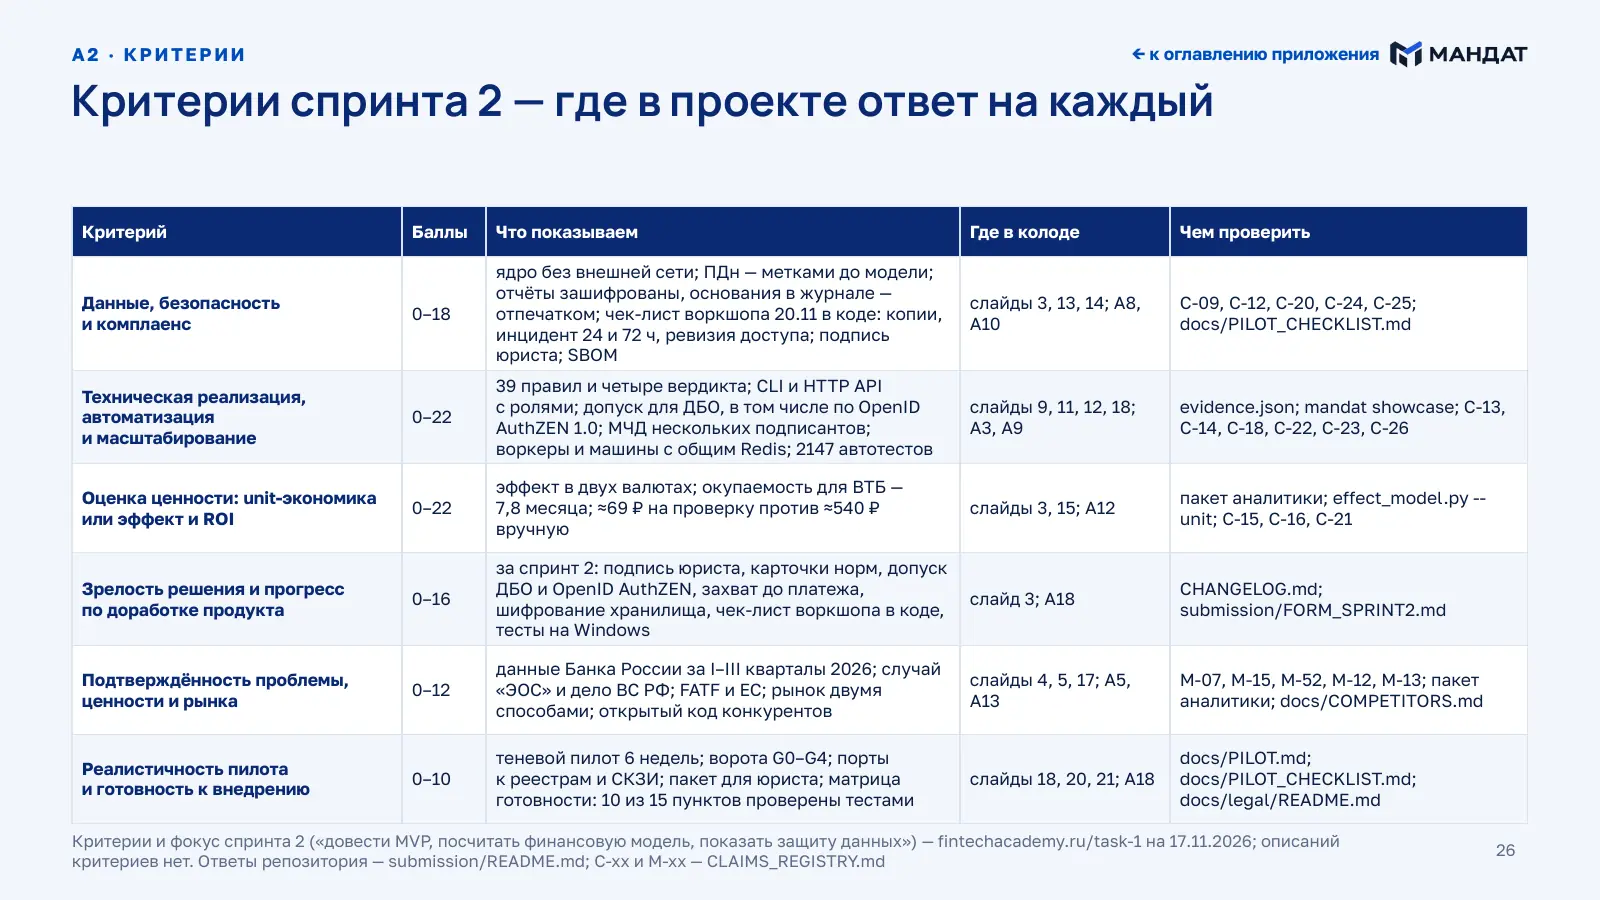 А2 · КРИТЕРИИ
← к оглавлению приложения
МАНДАТ
Критерии спринта 2 — где в проекте ответ на каждый
Критерий
Баллы
Что показываем
Где в колоде
Чем проверить
Данные, безопасность
и комплаенс
0–18
ядро без внешней сети; ПДн — метками до модели;
отчёты зашифрованы, основания в журнале —
отпечатком; чек-лист воркшопа 20.11 в коде: копии,
инцидент 24 и 72 ч, ревизия доступа; подпись
юриста; SBOM
слайды 3, 13, 14; А8,
А10
C-09, C-12, C-20, C-24, C-25;
docs/PILOT_CHECKLIST.md
Техническая реализация,
автоматизация
и масштабирование
0–22
39 правил и четыре вердикта; CLI и HTTP API
с ролями; допуск для ДБО, в том числе по OpenID
AuthZEN 1.0; МЧД нескольких подписантов;
воркеры и машины с общим Redis; 2147 автотестов
слайды 9, 11, 12, 18;
А3, А9
evidence.json; mandat showcase; C-13,
C-14, C-18, C-22, C-23, C-26
Оценка ценности: unit-экономика
или эффект и ROI
0–22
эффект в двух валютах; окупаемость для ВТБ —
7,8 месяца; ≈69 ₽ на проверку против ≈540 ₽
вручную
слайды 3, 15; А12
пакет аналитики; effect_model.py --
unit; C-15, C-16, C-21
Зрелость решения и прогресс
по доработке продукта
0–16
за спринт 2: подпись юриста, карточки норм, допуск
ДБО и OpenID AuthZEN, захват до платежа,
шифрование хранилища, чек-лист воркшопа в коде,
тесты на Windows
слайд 3; А18
CHANGELOG.md;
submission/FORM_SPRINT2.md
Подтверждённость проблемы,
ценности и рынка
0–12
данные Банка России за I–III кварталы 2026; случай
«ЭОС» и дело ВС РФ; FATF и ЕС; рынок двумя
способами; открытый код конкурентов
слайды 4, 5, 17; А5,
А13
M-07, M-15, M-52, M-12, M-13; пакет
аналитики; docs/COMPETITORS.md
Реалистичность пилота
и готовность к внедрению
0–10
теневой пилот 6 недель; ворота G0–G4; порты
к реестрам и СКЗИ; пакет для юриста; матрица
готовности: 10 из 15 пунктов проверены тестами
слайды 18, 20, 21; А18
docs/PILOT.md;
docs/PILOT_CHECKLIST.md;
docs/legal/README.md
Критерии и фокус спринта 2 («довести MVP, посчитать финансовую модель, показать защиту данных») — fintechacademy.ru/task-1 на 17.11.2026; описаний
критериев нет. Ответы репозитория — submission/README.md; C-xx и M-xx — CLAIMS_REGISTRY.md
26